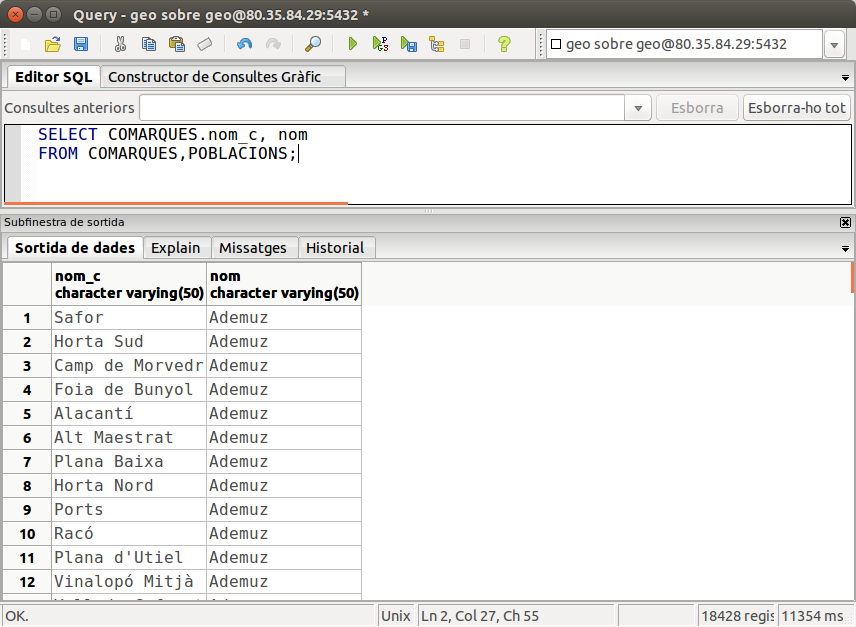 Query - geo sobre geo@80.35.84.29:5432 *
geo sobre geo@80.35.84.29:5432
Editor SQL
Constructor de Consultes Gràfic
Consultes anteriors
Esborra
Esborra-ho tot
SELECT COMARQUES.nom_c, nom
FROM COMARQUES,POBLACIONS;
Subfinestra de sortida
Sortida de dades
Explain
Missatges
Historial
nom_c nom
character varying(50) character varying(50)
1 Safor Ademuz
2 Horta Sud Ademuz
3 Camp de Morvedr Ademuz
4 Foia de Bunyol Ademuz
5 Alacantí Ademuz
6 Alt Maestrat Ademuz
7 Plana Baixa Ademuz
8 Horta Nord Ademuz
9 Ports Ademuz
10 Racó Ademuz
11 Plana d'Utiel Ademuz
12 Vinalopó Mitjà Ademuz
OK.
Unix
Ln 2, Col 27, Ch 55
18428 regis
11354 ms